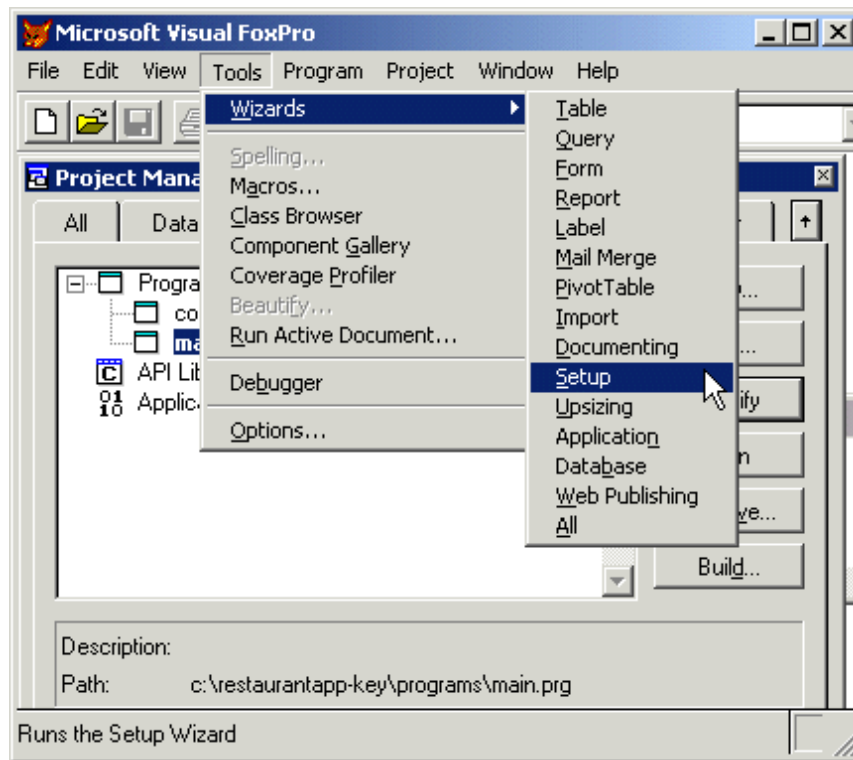 Microsoft Visual FoxPro
File Edit View Tools Program Project Window Help
Wizards
Spelling...
Macros...
Class Browser
Component Gallery
Coverage Profiler
Beautify...
Run Active Document...
Debugger
Options...
Table
Query
Form
Report
Label
Mail Merge
PivotTable
Import
Documenting
Setup
Upsizing
Application
Database
Web Publishing
All
Project Mana
All Data
Progra
co
ma
API Lib
Applic
...
...
ify
n
ve...
Build...
Description:
Path: c:\restaurantapp-key\programs\main.prg
Runs the Setup Wizard